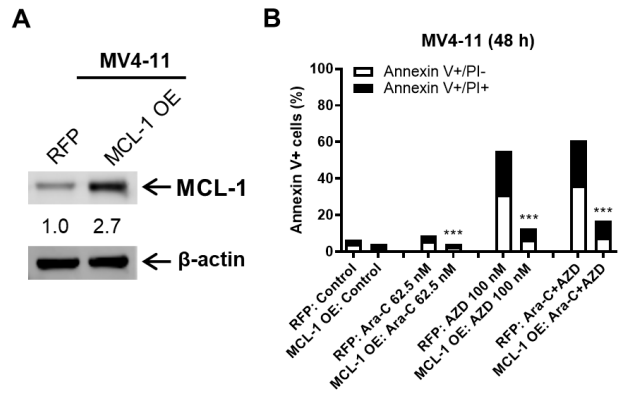 A
MV4-11
RFP
MCL-1 OE
MCL-1
1.0 2.7
β-actin
B
MV4-11 (48 h)
Annexin V+/PI-
Annexin V+/PI+
Annexin V+ cells (%)
100
80
60
40
20
0
***
***
***
RFP: Control
MCL-1 OE: Control
RFP: Ara-C 62.5 nM
MCL-1 OE: Ara-C 62.5 nM
RFP: AZD 100 nM
MCL-1 OE: AZD 100 nM
RFP: Ara-C+AZD
MCL-1 OE: Ara-C+AZD